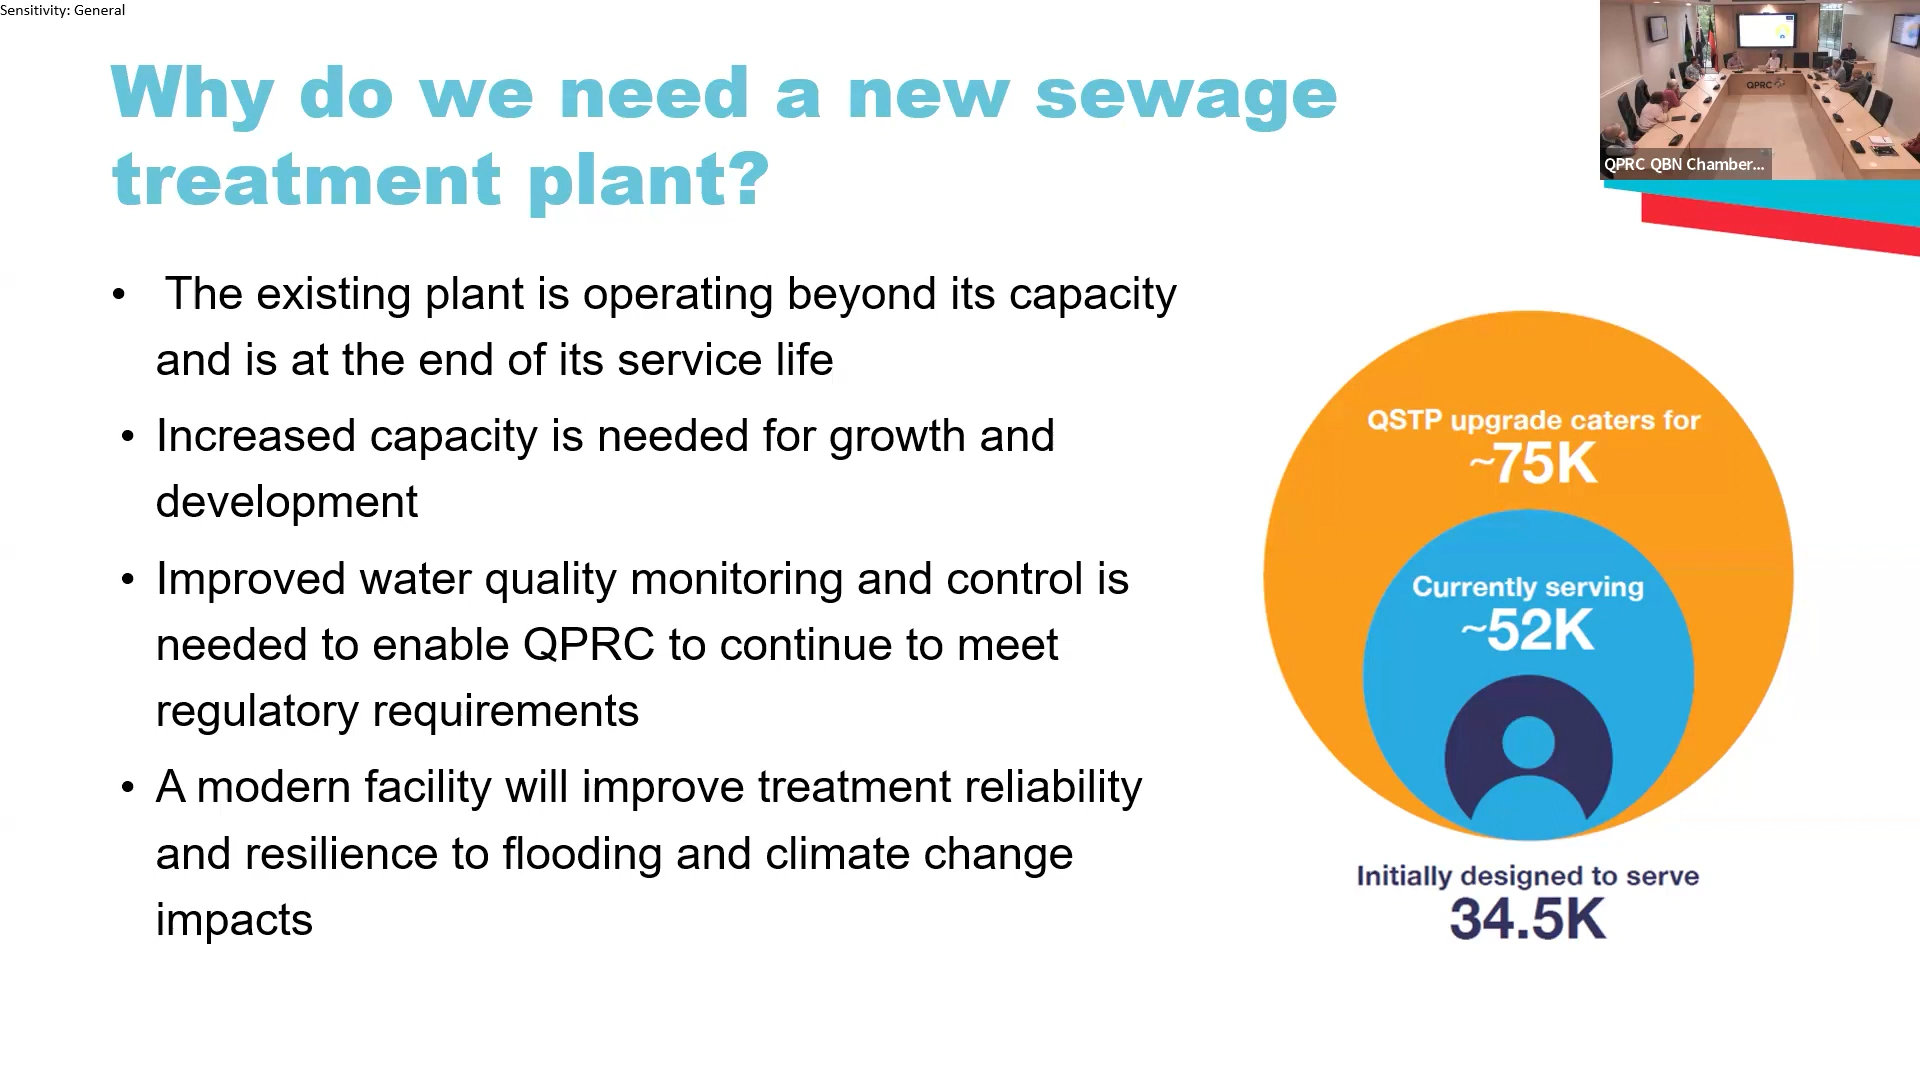 Sensitivity: General
Why do we need a new sewage
treatment plant?
QPRC
QPRC QBN Chamber...
• The existing plant is operating beyond its capacity
and is at the end of its service life
• Increased capacity is needed for growth and
development
• Improved water quality monitoring and control is
needed to enable QPRC to continue to meet
regulatory requirements
• A modern facility will improve treatment reliability
and resilience to flooding and climate change
impacts
QSTP upgrade caters for
~75K
Currently serving
~52K
Initially designed to serve
34.5K